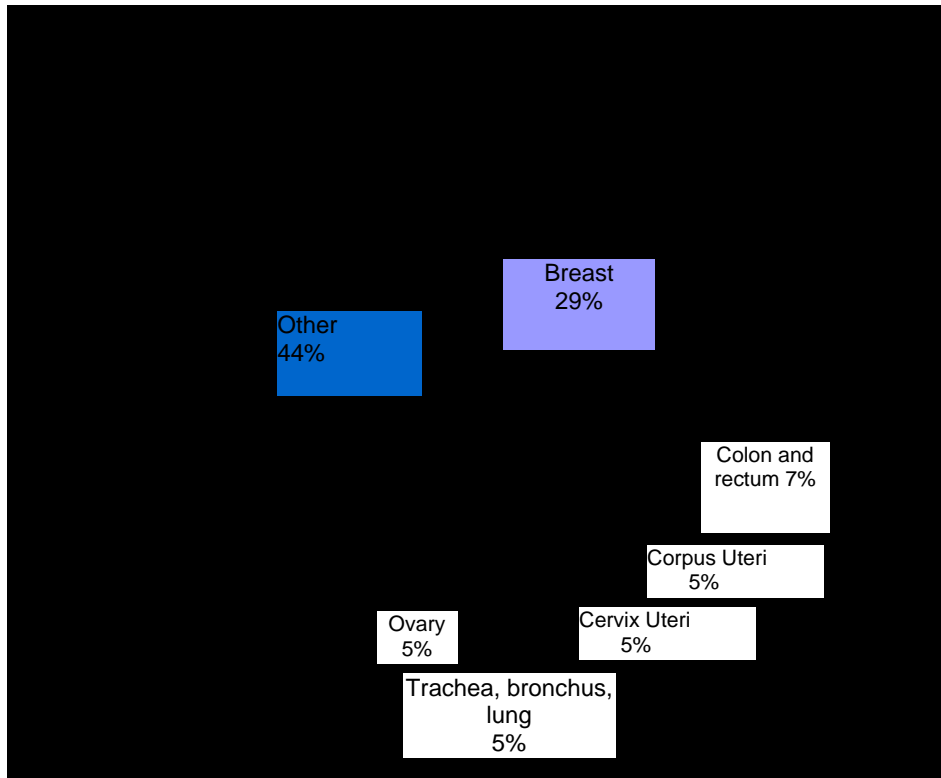 Breast
29%
Other
44%
Colon and
rectum 7%
Corpus Uteri
5%
Cervix Uteri
5%
Ovary
5%
Trachea, bronchus,
lung
5%